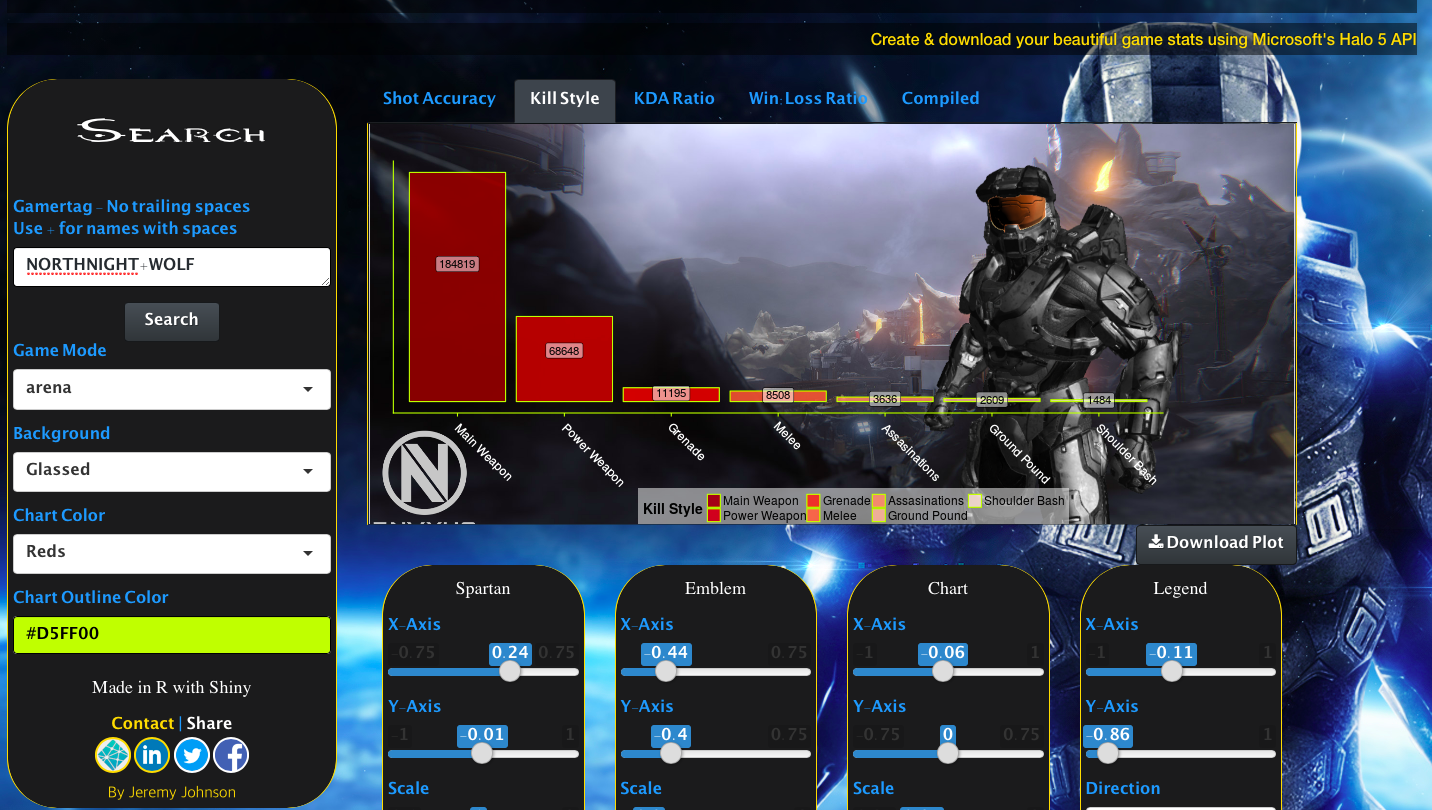 Create & download your beautiful game stats using Microsoft's Halo 5 API
Search
Gamertag - No trailing spaces
Use + for names with spaces
NORTHNIGHT+WOLF
Search
Game Mode
arena
Background
Glassed
Chart Color
Reds
Chart Outline Color
#D5FF00
Made in R with Shiny
Contact | Share
By Jeremy Johnson
Shot Accuracy
Kill Style
KDA Ratio
Win:Loss Ratio
Compiled
184819
68648
11195
8508
3636
2609
1484
Main Weapon
Power Weapon
Grenade
Melee
Assasinations
Ground Pound
Shoulder Bash
Kill Style
Main Weapon
Grenade
Assasinations
Shoulder Bash
Power Weapon
Melee
Ground Pound
Download Plot
Spartan
X-Axis
-0.75 0.24 0.75
Y-Axis
-1 -0.01 1
Scale
Emblem
X-Axis
-0.44 0.75
Y-Axis
-0.4 0.75
Scale
Chart
X-Axis
-1 -0.06 1
Y-Axis
-0.75 0 0.75
Scale
Legend
X-Axis
-1 -0.11 1
Y-Axis
-0.86 1
Direction